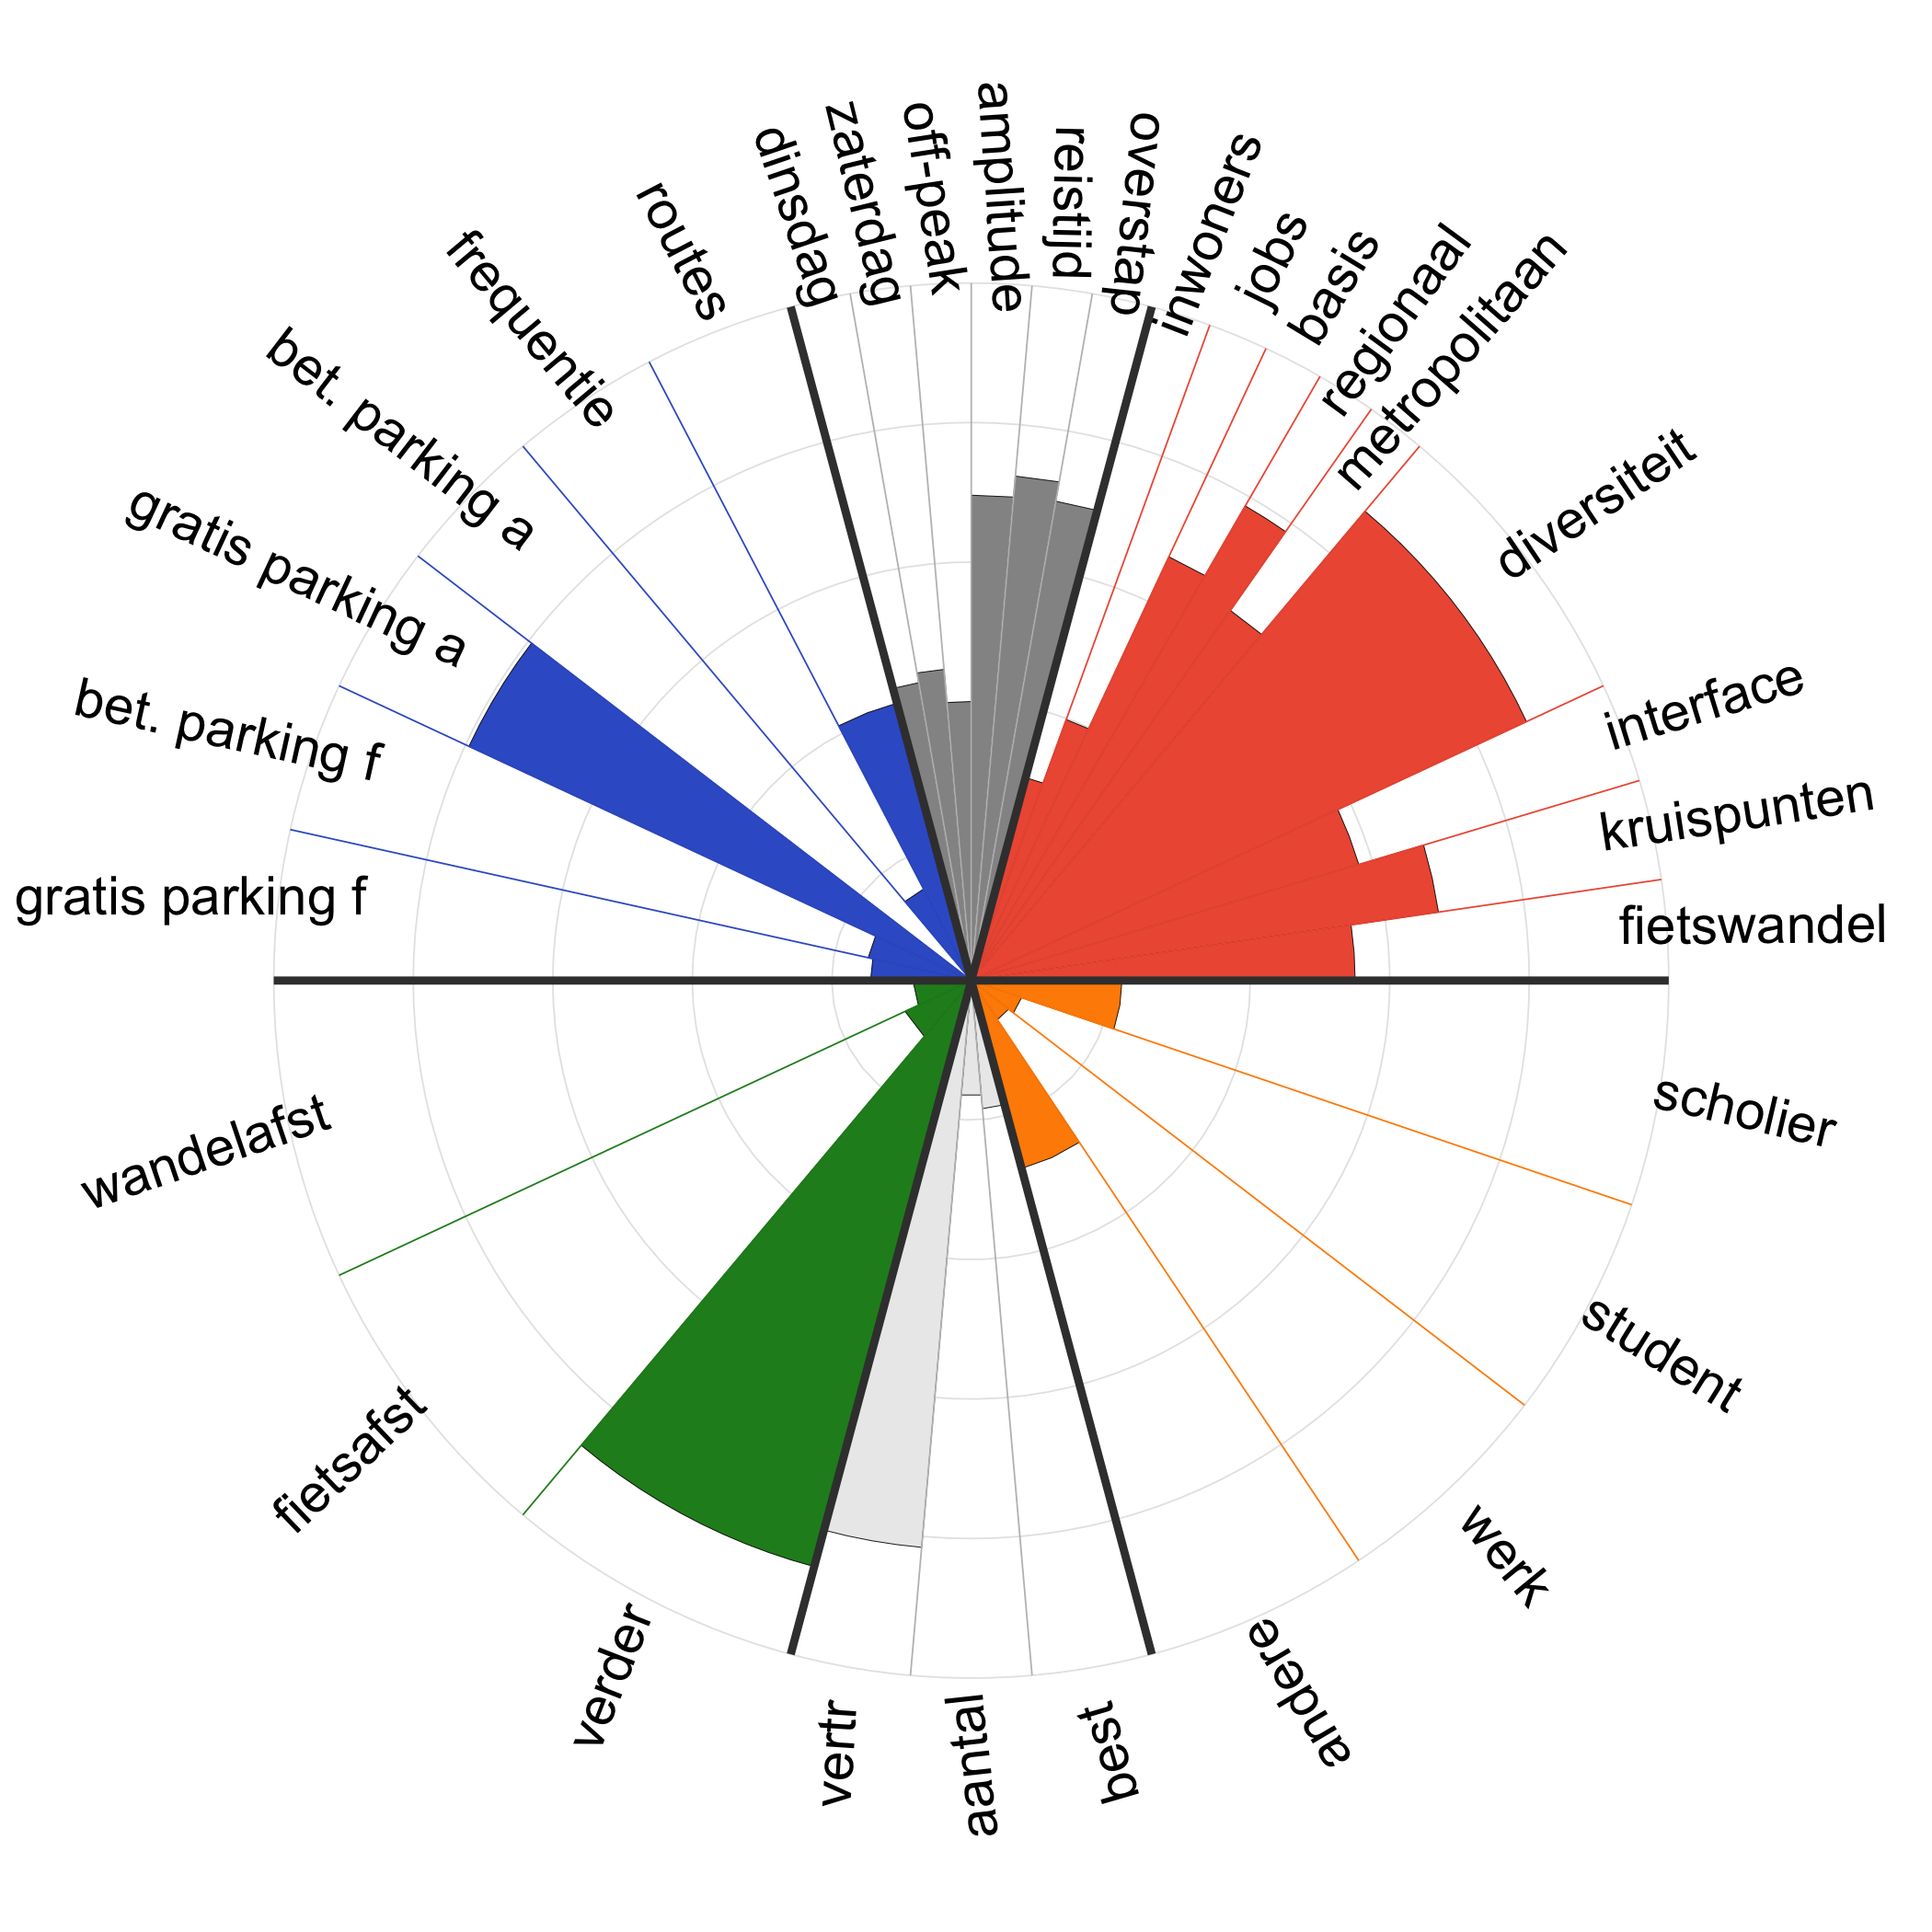 amplitude
reistijd
overstap
inwoners
jobs
basis
regionaal
metropolitaan
diversiteit
interface
kruispunten
fietswandel
scholier
student
werk
andere
best
aantal
vertr
verder
fietsafst
wandelafst
gratis parking f
bet. parking f
gratis parking a
bet. parking a
frequentie
routes
dinsdag
zaterdag
off-peak